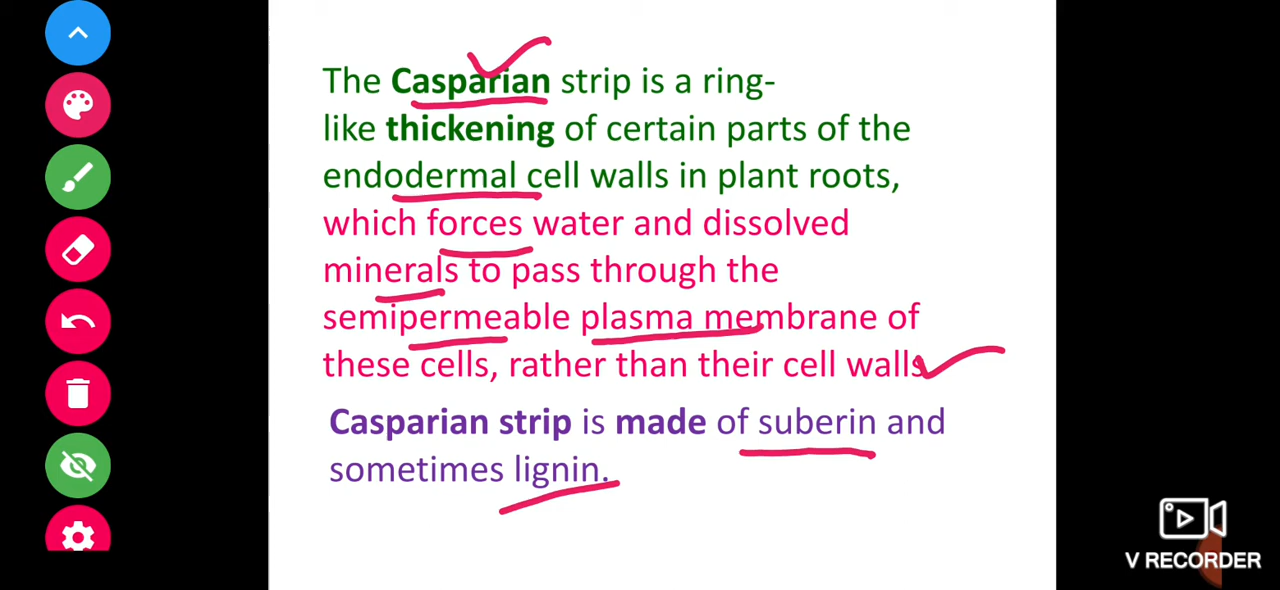 The Casparian strip is a ring-
like thickening of certain parts of the
endodermal cell walls in plant roots,
which forces water and dissolved
minerals to pass through the
semipermeable plasma membrane of
these cells, rather than their cell walls
Casparian strip is made of suberin and
sometimes lignin.
V RECORDER